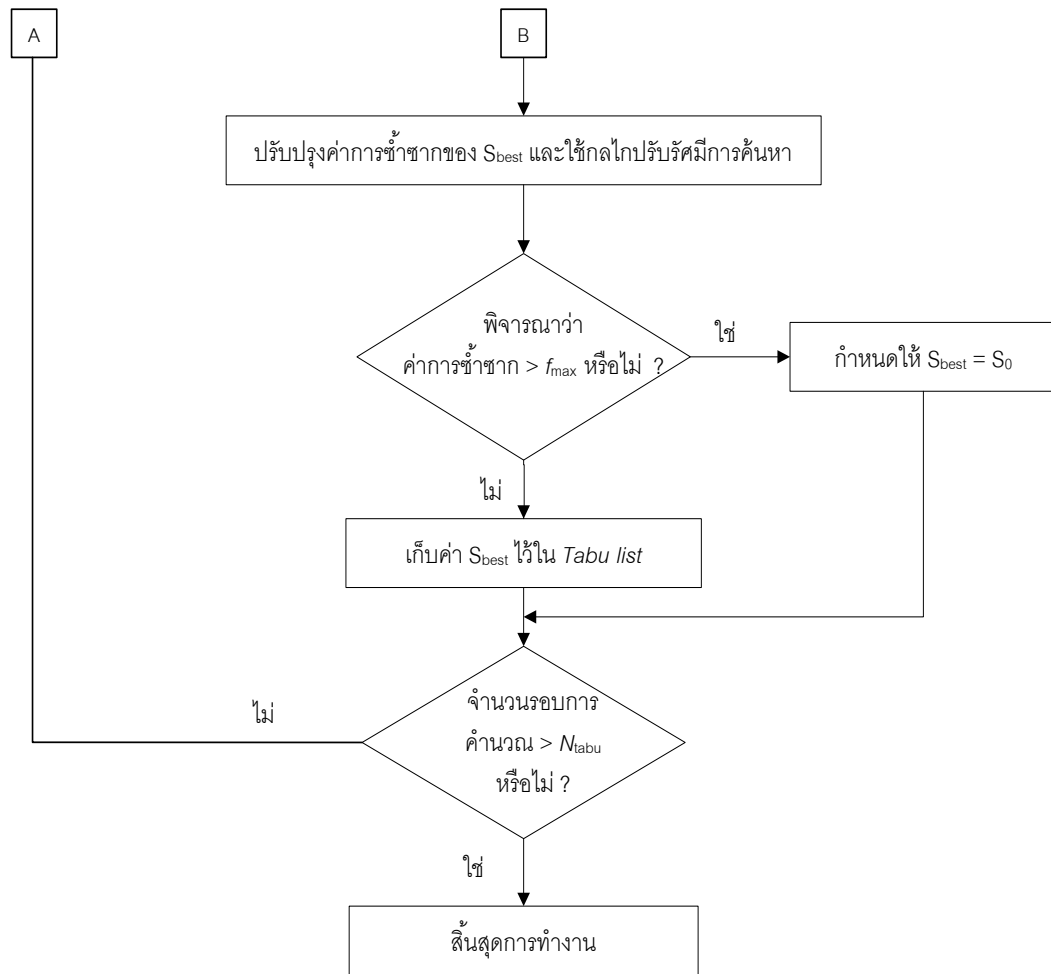 A
B
ปรับปรุงค่าการซ้ำซากของ S_best และใช้กลไกปรับรัศมีการค้นหา
พิจารณาว่า
ค่าการซ้ำซาก > f_max หรือไม่ ?
ใช่
กำหนดให้ S_best = S_0
ไม่
เก็บค่า S_best ไว้ใน Tabu list
จำนวนรอบการ
คำนวณ > N_tabu
หรือไม่ ?
ไม่
ใช่
สิ้นสุดการทำงาน